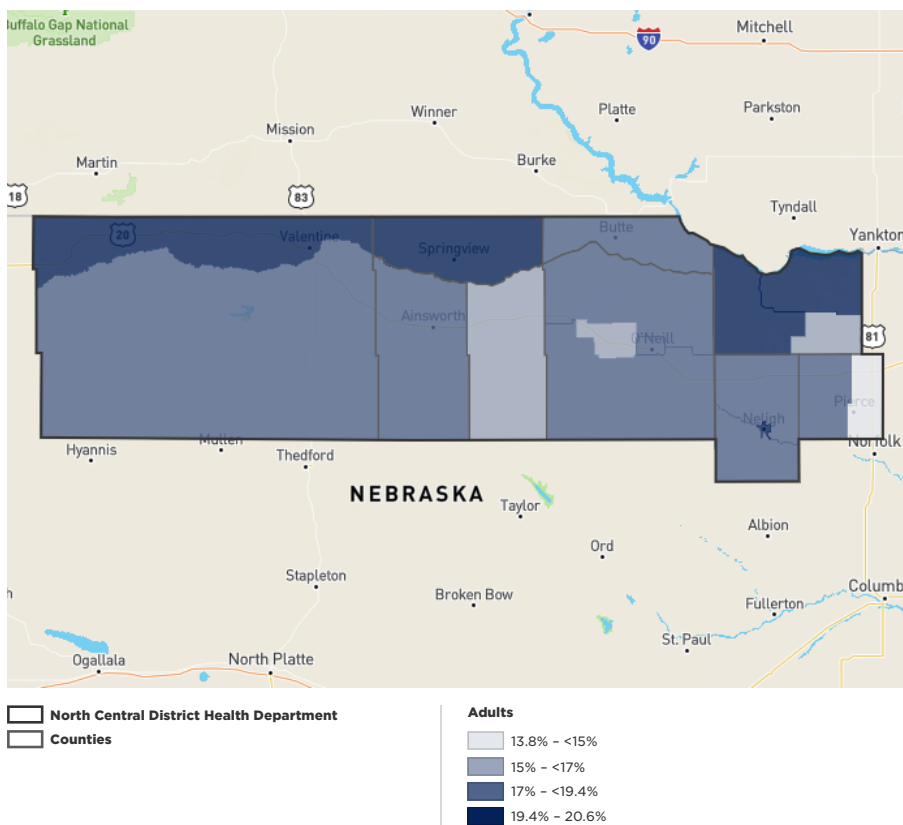 Buffalo Gap National
Grassland
90
Mitchell
Winner
Platte
Parkston
Mission
Martin
Burke
18
83
Tyndall
Yankton
20
Valentine
Springview
Butte
Ainsworth
O'Neill
81
Neligh
Pierce
Hyannis
Mullen
Thedford
Norfolk
NEBRASKA
Taylor
Albion
Ord
Stapleton
Broken Bow
Fullerton
Columb
h
St. Paul
Ogallala
North Platte
North Central District Health Department
Counties
Adults
13.8% – <15%
15% – <17%
17% – <19.4%
19.4% – 20.6%